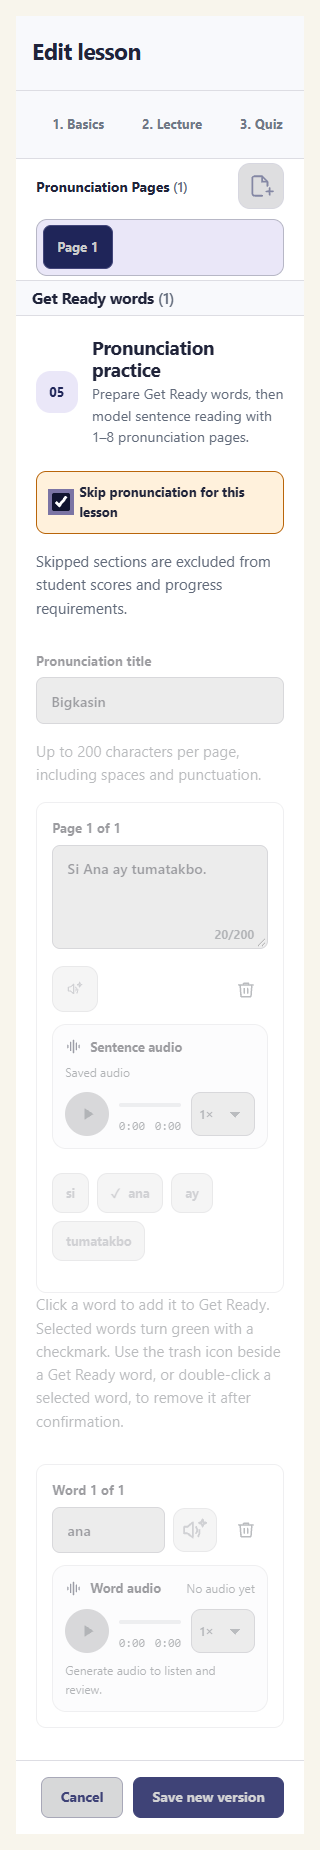 Edit lesson
1. Basics 2. Lecture 3. Quiz
Pronunciation Pages (1)
Page 1
Get Ready words (1)
05
Pronunciation
practice
Prepare Get Ready words, then
model sentence reading with
1–8 pronunciation pages.
Skip pronunciation for this
lesson
Skipped sections are excluded from
student scores and progress
requirements.
Pronunciation title
Bigkasin
Up to 200 characters per page,
including spaces and punctuation.
Page 1 of 1
Si Ana ay tumatakbo.
20/200
Sentence audio
Saved audio
0:00 0:00
1×
si ✓ ana ay
tumatakbo
Click a word to add it to Get Ready.
Selected words turn green with a
checkmark. Use the trash icon beside
a Get Ready word, or double-click a
selected word, to remove it after
confirmation.
Word 1 of 1
ana
Word audio No audio yet
0:00 0:00
1×
Generate audio to listen and
review.
Cancel Save new version